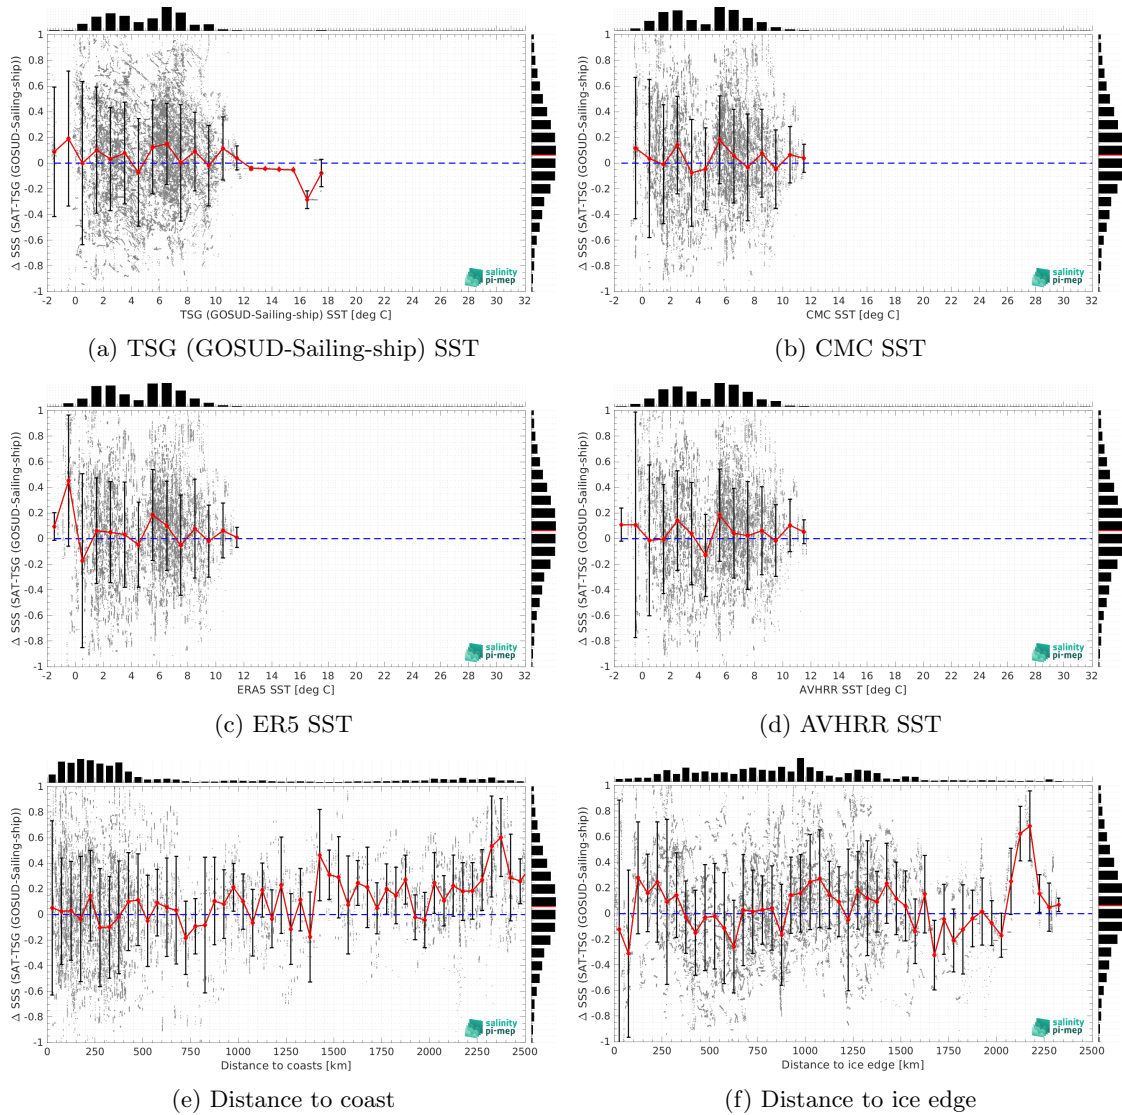 Δ SSS (SAT-TSG (GOSUD-Sailing-ship))
1
0.8
0.6
0.4
0.2
0
-0.2
-0.4
-0.6
-0.8
-1
salinity
pi-mep
-2 0 2 4 6 8 10 12 14 16 18 20 22 24 26 28 30 32
TSG (GOSUD-Sailing-ship) SST [deg C]
(a) TSG (GOSUD-Sailing-ship) SST
Δ SSS (SAT-TSG (GOSUD-Sailing-ship))
1
0.8
0.6
0.4
0.2
0
-0.2
-0.4
-0.6
-0.8
-1
salinity
pi-mep
-2 0 2 4 6 8 10 12 14 16 18 20 22 24 26 28 30 32
CMC SST [deg C]
(b) CMC SST
Δ SSS (SAT-TSG (GOSUD-Sailing-ship))
1
0.8
0.6
0.4
0.2
0
-0.2
-0.4
-0.6
-0.8
-1
salinity
pi-mep
-2 0 2 4 6 8 10 12 14 16 18 20 22 24 26 28 30 32
ERA5 SST [deg C]
(c) ER5 SST
Δ SSS (SAT-TSG (GOSUD-Sailing-ship))
1
0.8
0.6
0.4
0.2
0
-0.2
-0.4
-0.6
-0.8
-1
salinity
pi-mep
-2 0 2 4 6 8 10 12 14 16 18 20 22 24 26 28 30 32
AVHRR SST [deg C]
(d) AVHRR SST
Δ SSS (SAT-TSG (GOSUD-Sailing-ship))
1
0.8
0.6
0.4
0.2
0
-0.2
-0.4
-0.6
-0.8
-1
salinity
pi-mep
0 250 500 750 1000 1250 1500 1750 2000 2250 2500
Distance to coasts [km]
(e) Distance to coast
Δ SSS (SAT-TSG (GOSUD-Sailing-ship))
1
0.8
0.6
0.4
0.2
0
-0.2
-0.4
-0.6
-0.8
-1
salinity
pi-mep
0 250 500 750 1000 1250 1500 1750 2000 2250 2500
Distance to ice edge [km]
(f) Distance to ice edge